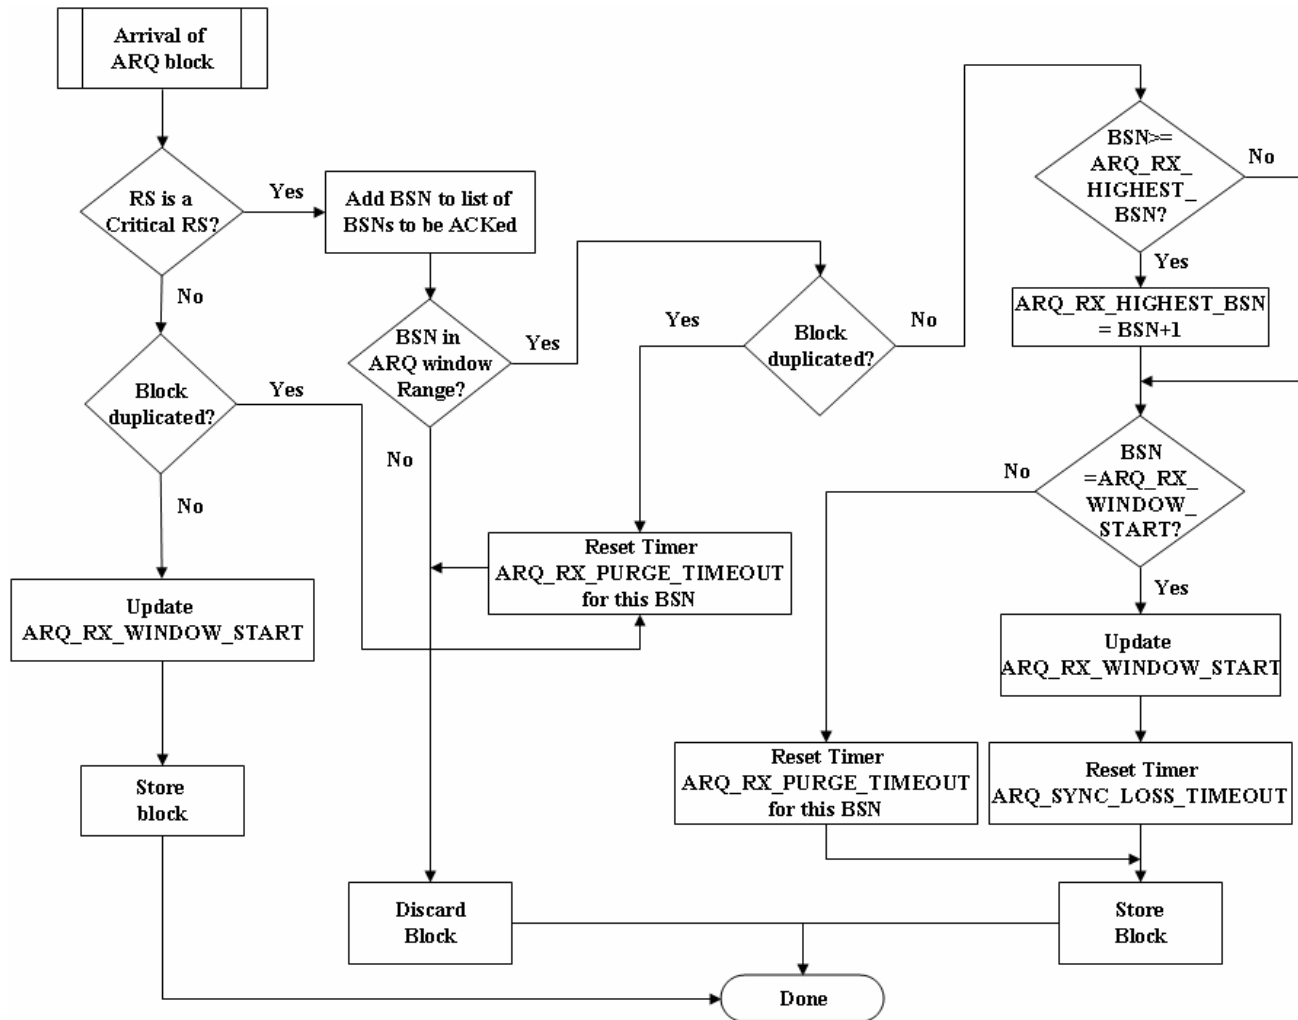 Arrival of
ARQ block
RS is a
Critical RS?
Yes
No
Add BSN to list of
BSNs to be ACKed
BSN in
ARQ window
Range?
Yes
No
Block
duplicated?
Yes
No
Block
duplicated?
Yes
No
BSN>=
ARQ_RX_
HIGHEST_
BSN?
No
Yes
ARQ_RX_HIGHEST_BSN
= BSN+1
BSN
=ARQ_RX_
WINDOW_
START?
No
Yes
Reset Timer
ARQ_RX_PURGE_TIMEOUT
for this BSN
Update
ARQ_RX_WINDOW_START
Update
ARQ_RX_WINDOW_START
Store
block
Reset Timer
ARQ_RX_PURGE_TIMEOUT
for this BSN
Reset Timer
ARQ_SYNC_LOSS_TIMEOUT
Discard
Block
Store
Block
Done